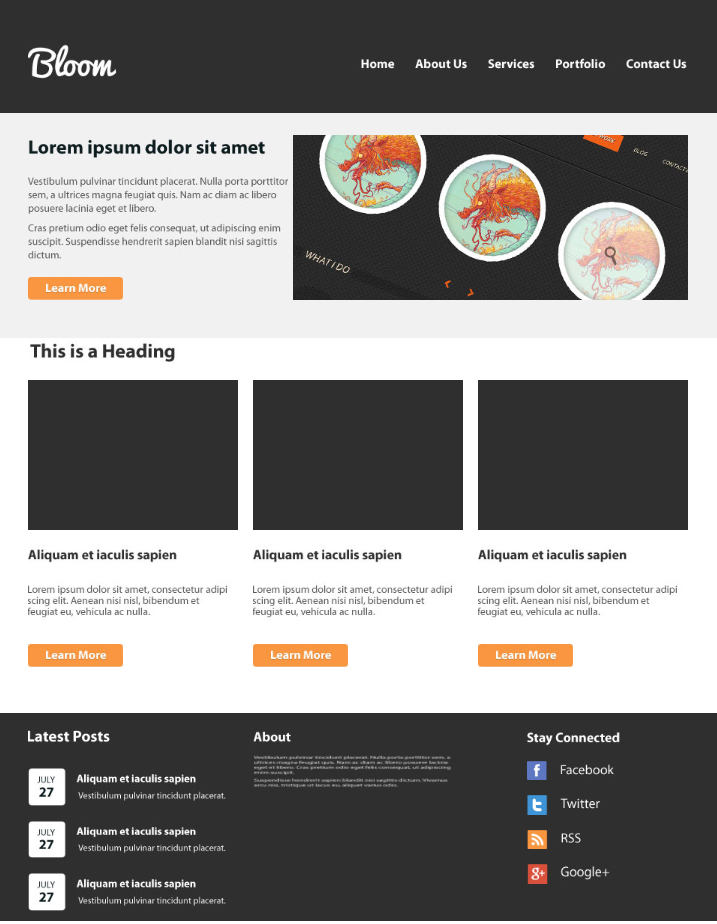 Bloom
Home About Us Services Portfolio Contact Us
Lorem ipsum dolor sit amet
Vestibulum pulvinar tincidunt placerat. Nulla porta porttitor
sem, a ultrices magna feugiat quis. Nam ac diam ac libero
posuere lacinia eget et libero.
Cras pretium odio eget felis consequat, ut adipiscing enim
suscipit. Suspendisse hendrerit sapien blandit nisi sagittis
dictum.
Learn More
BLOG
CONTACT
WHAT I DO
This is a Heading
Aliquam et iaculis sapien
Lorem ipsum dolor sit amet, consectetur adipi
scing elit. Aenean nisi nisl, bibendum et
feugiat eu, vehicula ac nulla.
Learn More
Aliquam et iaculis sapien
Lorem ipsum dolor sit amet, consectetur adipi
scing elit. Aenean nisi nisl, bibendum et
feugiat eu, vehicula ac nulla.
Learn More
Aliquam et iaculis sapien
Lorem ipsum dolor sit amet, consectetur adipi
scing elit. Aenean nisi nisl, bibendum et
feugiat eu, vehicula ac nulla.
Learn More
Latest Posts
JULY
27
Aliquam et iaculis sapien
Vestibulum pulvinar tincidunt placerat.
JULY
27
Aliquam et iaculis sapien
Vestibulum pulvinar tincidunt placerat.
JULY
27
Aliquam et iaculis sapien
Vestibulum pulvinar tincidunt placerat.
About
Vestibulum pulvinar tincidunt placerat. Nulla porta porttitor sem, a
ultrices magna feugiat quis. Nam ac diam ac libero posuere lacinia
eget et libero. Cras pretium odio eget felis consequat, ut adipiscing
enim suscipit.
Suspendisse hendrerit sapien blandit nisi sagittis dictum. Vivamus
arcu nisi, tristique ut lacus eu, aliquet varius odio.
Stay Connected
Facebook
Twitter
RSS
Google+